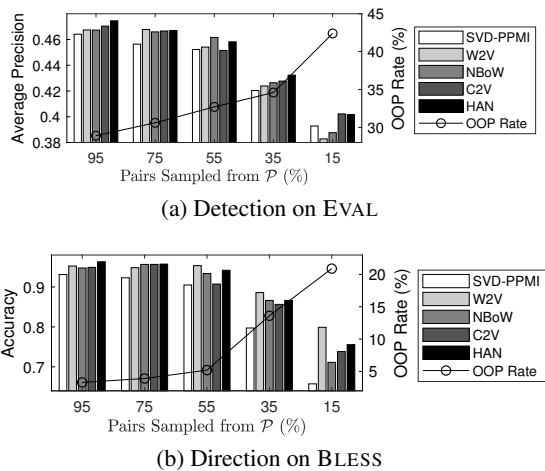 Average Precision
0.46
0.44
0.42
0.4
0.38
45
40
35
30
OOP Rate (%)
95 75 55 35 15
Pairs Sampled from 𝒫 (%)
SVD-PPMI
W2V
NBoW
C2V
HAN
OOP Rate
(a) Detection on EVAL
Accuracy
0.9
0.8
0.7
20
15
10
5
OOP Rate (%)
95 75 55 35 15
Pairs Sampled from 𝒫 (%)
SVD-PPMI
W2V
NBoW
C2V
HAN
OOP Rate
(b) Direction on BLESS